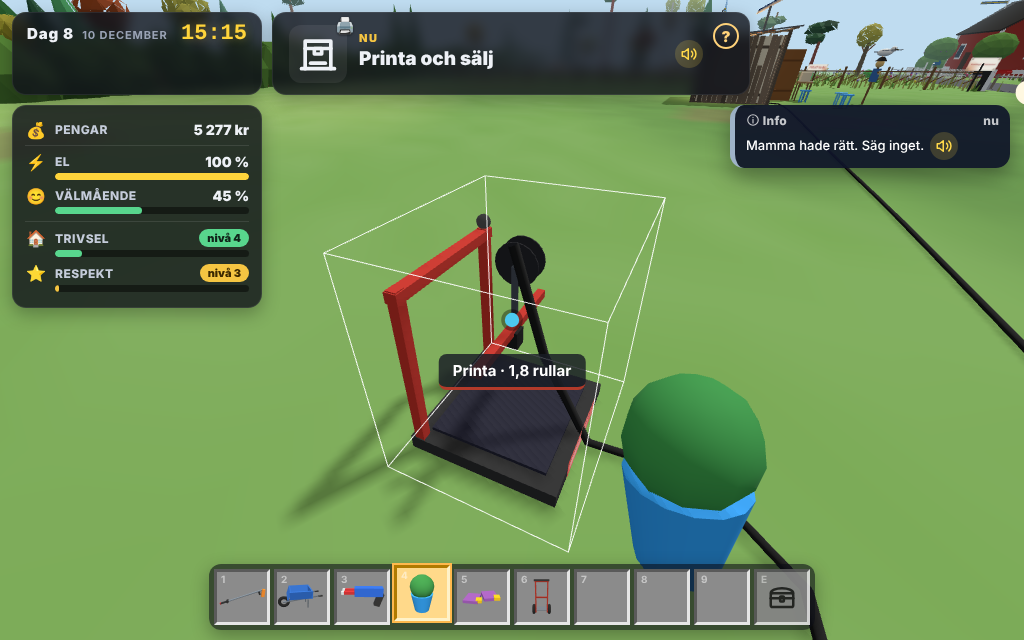 Dag 8 10 DECEMBER 15:15
NU
Printa och sälj
?
PENGAR 5 277 kr
EL 100 %
VÄLMÅENDE 45 %
TRIVSEL nivå 4
RESPEKT nivå 3
Info nu
Mamma hade rätt. Säg inget.
Printa · 1,8 rullar
1 2 3 4 5 6 7 8 9 E